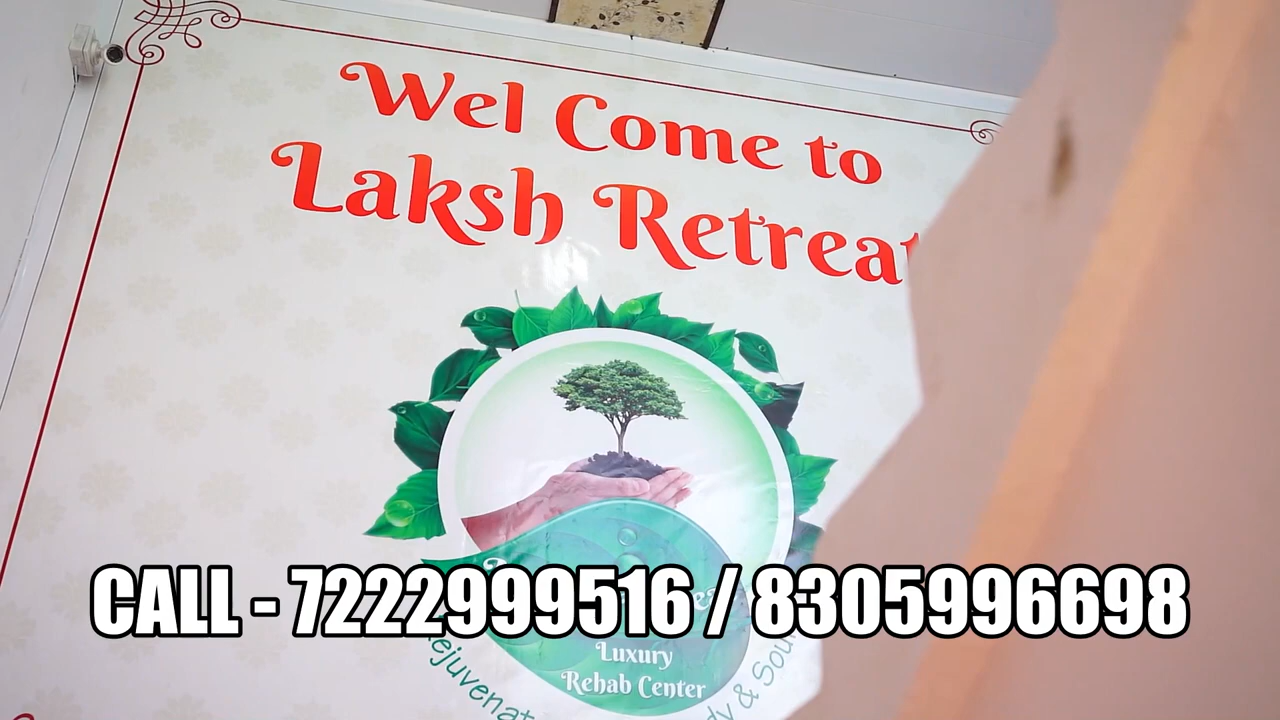 Wel Come to
Laksh Retreat
CALL - 7222999516 / 8305996698
Luxury
Rehab Center